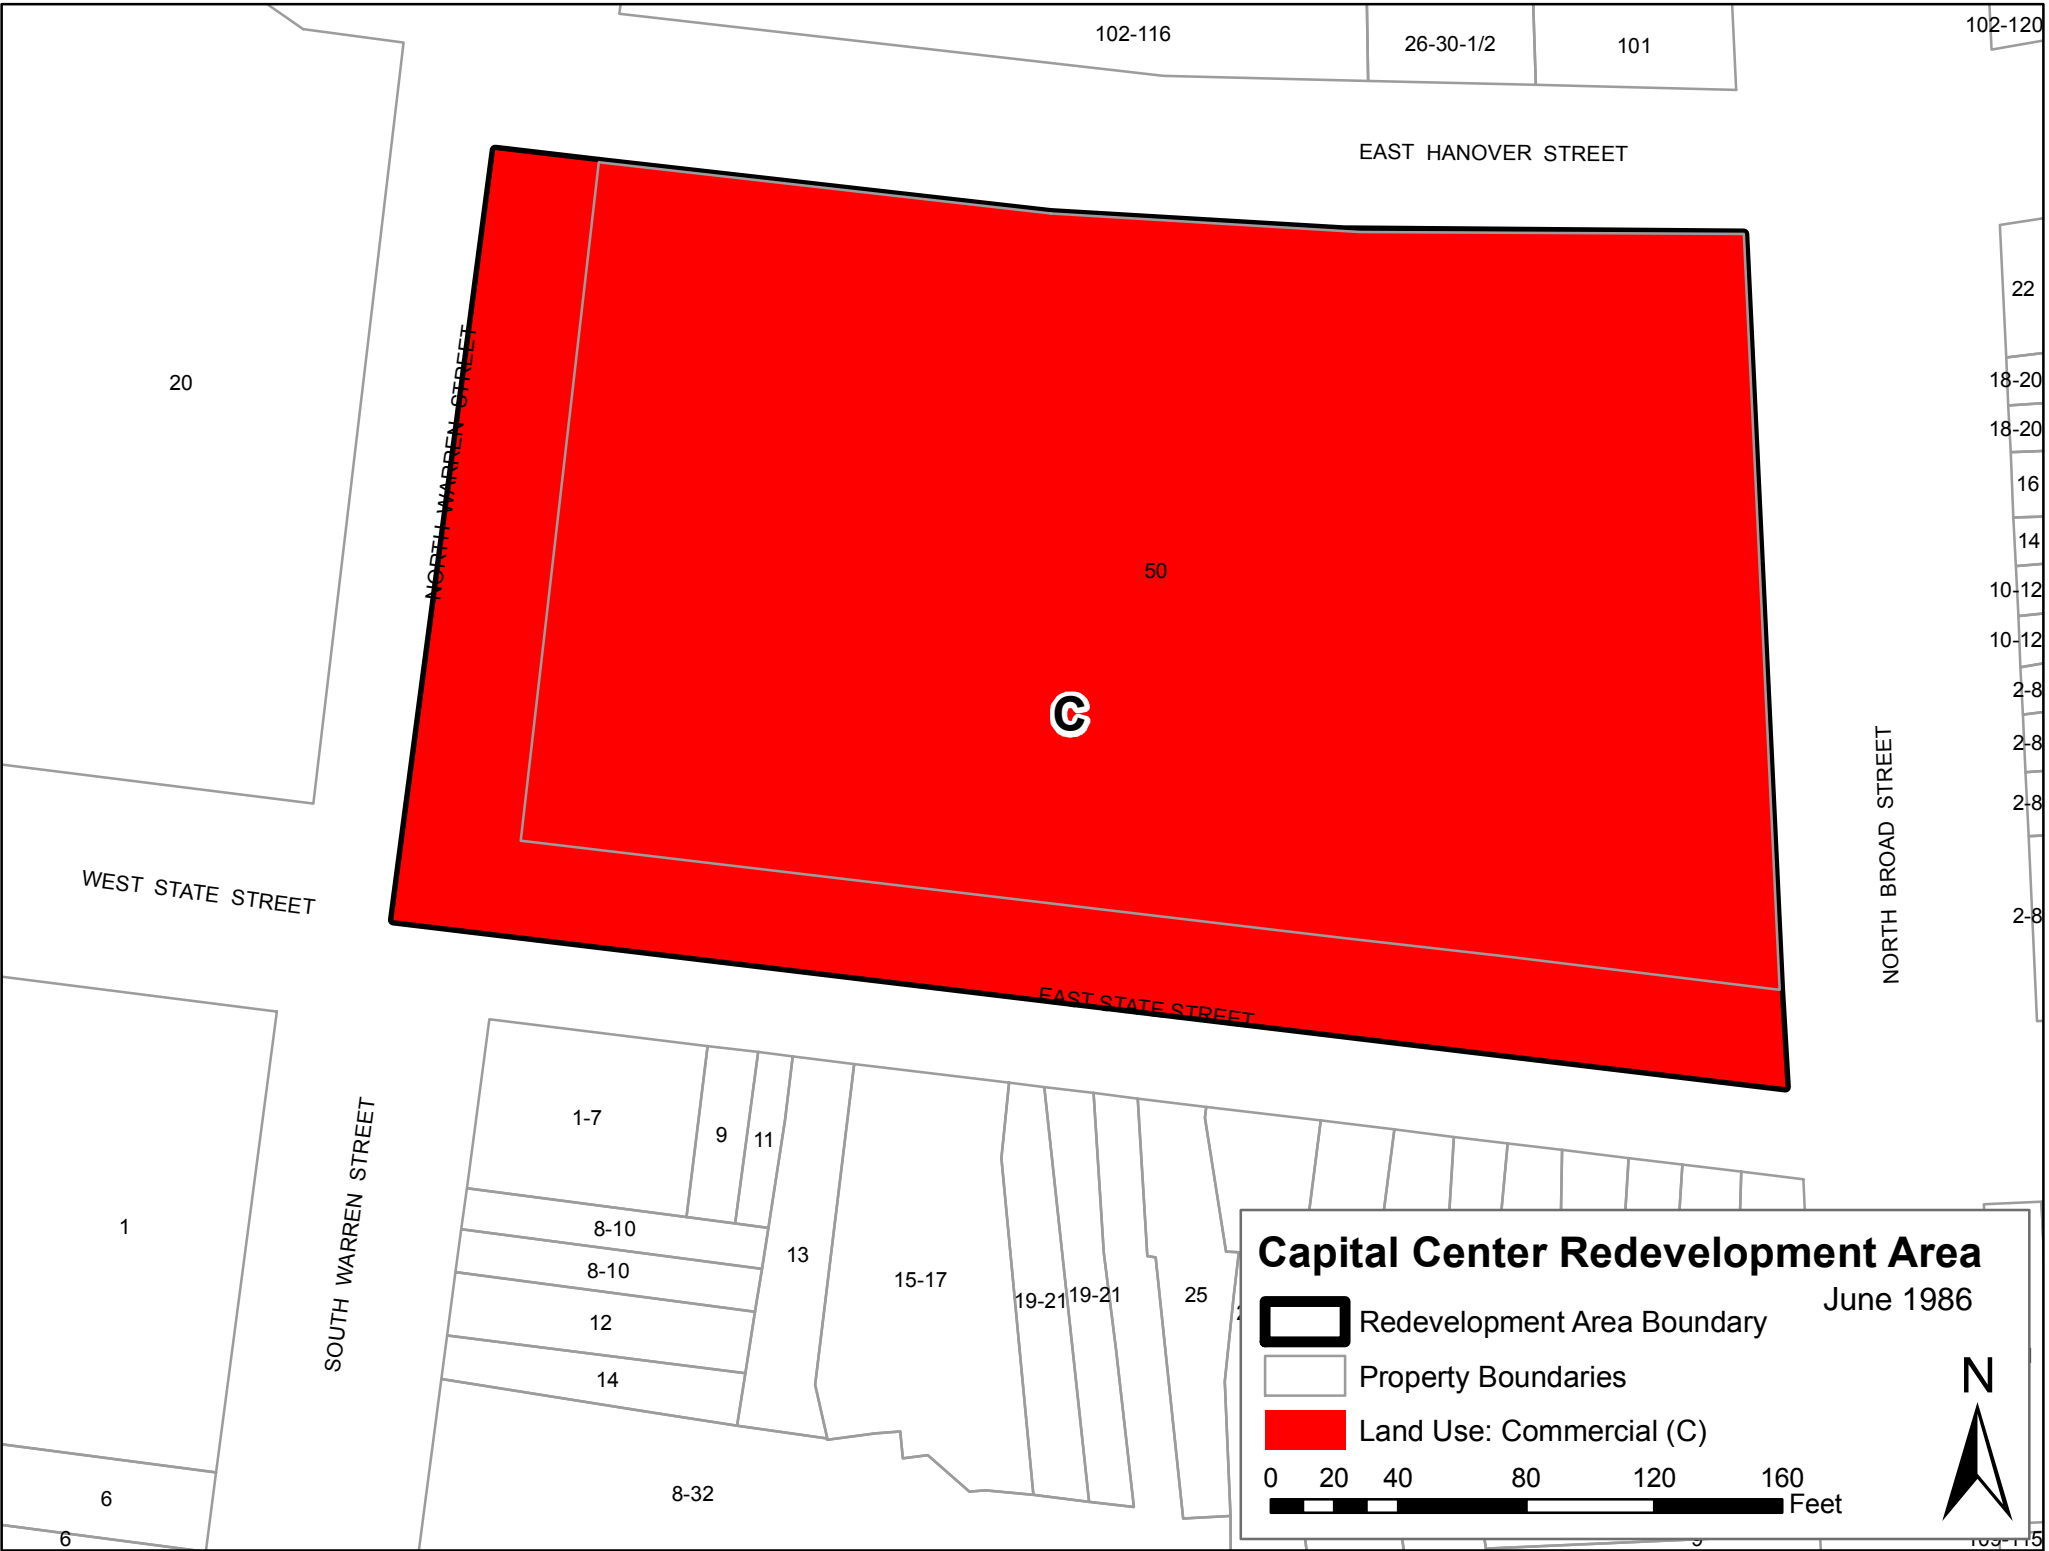 102-116
26-30-1/2
101
102-120
EAST HANOVER STREET
20
NORTH WARREN STREET
22
18-20
18-20
16
14
10-12
10-12
2-8
2-8
2-8
2-8
50
C
NORTH BROAD STREET
WEST STATE STREET
EAST STATE STREET
SOUTH WARREN STREET
1-7
9
11
8-10
8-10
12
14
13
15-17
19-21
19-21
25
1
6
6
8-32
Capital Center Redevelopment Area
June 1986
Redevelopment Area Boundary
Property Boundaries
Land Use: Commercial (C)
N
0 20 40 80 120 160
Feet